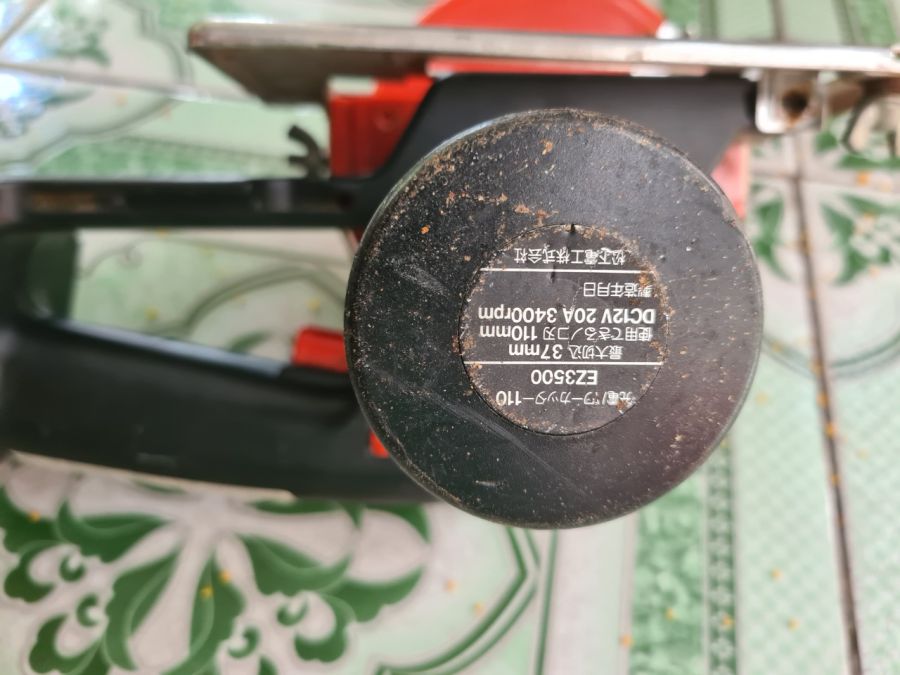 充電パワーカッター110
EZ3500
最大切込 37mm
使用できるノコ刃 110mm
DC12V 20A 3400rpm
製造年月日
松下電工株式会社